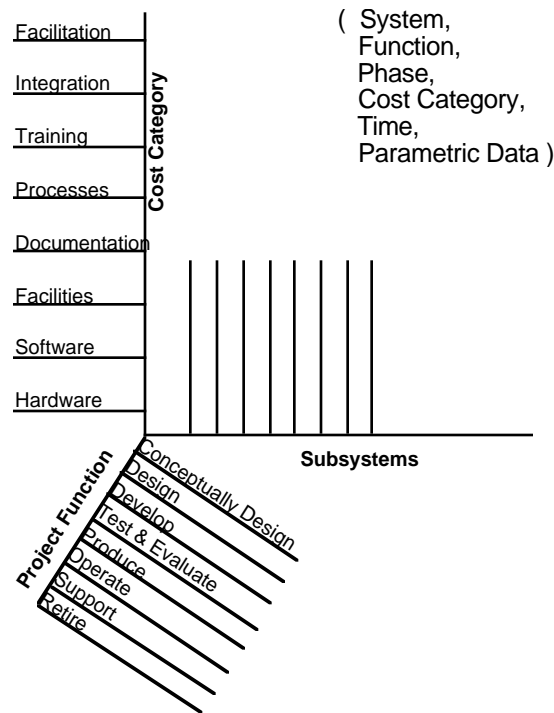 Facilitation
Integration
Training
Processes
Documentation
Facilities
Software
Hardware
Cost Category
( System,
Function,
Phase,
Cost Category,
Time,
Parametric Data )
Subsystems
Project Function
Conceptually Design
Design
Develop
Test & Evaluate
Produce
Operate
Support
Retire